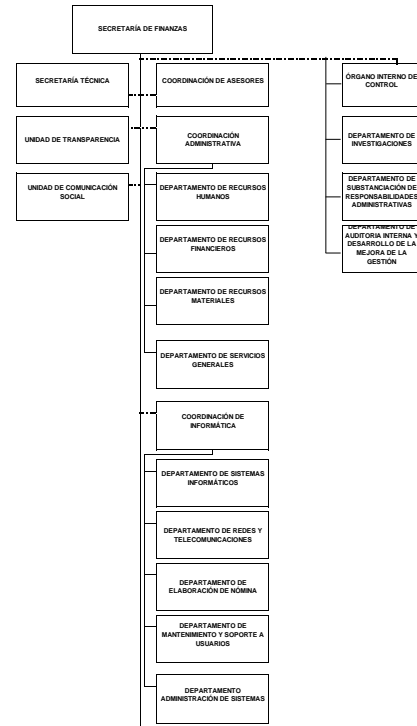 SECRETARÍA DE FINANZAS
SECRETARÍA TÉCNICA
COORDINACIÓN DE ASESORES
ÓRGANO INTERNO DE
CONTROL
UNIDAD DE TRANSPARENCIA
COORDINACIÓN
ADMINISTRATIVA
DEPARTAMENTO DE
INVESTIGACIONES
UNIDAD DE COMUNICACIÓN
SOCIAL
DEPARTAMENTO DE RECURSOS
HUMANOS
DEPARTAMENTO DE
SUBSTANCIACIÓN DE
RESPONSABILIDADES
ADMINISTRATIVAS
DEPARTAMENTO DE RECURSOS
FINANCIEROS
DEPARTAMENTO DE
AUDITORIA INTERNA Y
DESARROLLO DE LA
MEJORA DE LA
GESTIÓN
DEPARTAMENTO DE RECURSOS
MATERIALES
DEPARTAMENTO DE SERVICIOS
GENERALES
COORDINACIÓN DE
INFORMÁTICA
DEPARTAMENTO DE SISTEMAS
INFORMÁTICOS
DEPARTAMENTO DE REDES Y
TELECOMUNICACIONES
DEPARTAMENTO DE
ELABORACIÓN DE NÓMINA
DEPARTAMENTO DE
MANTENIMIENTO Y SOPORTE A
USUARIOS
DEPARTAMENTO
ADMINISTRACIÓN DE SISTEMAS